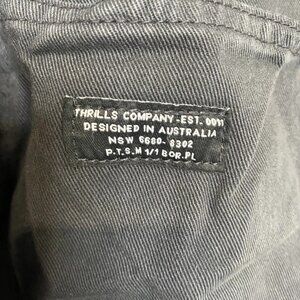 THRILLS COMPANY-EST. 0011
DESIGNED IN AUSTRALIA
NSW 6680- 8302
P.T.S.M 1/1 BOR.PL